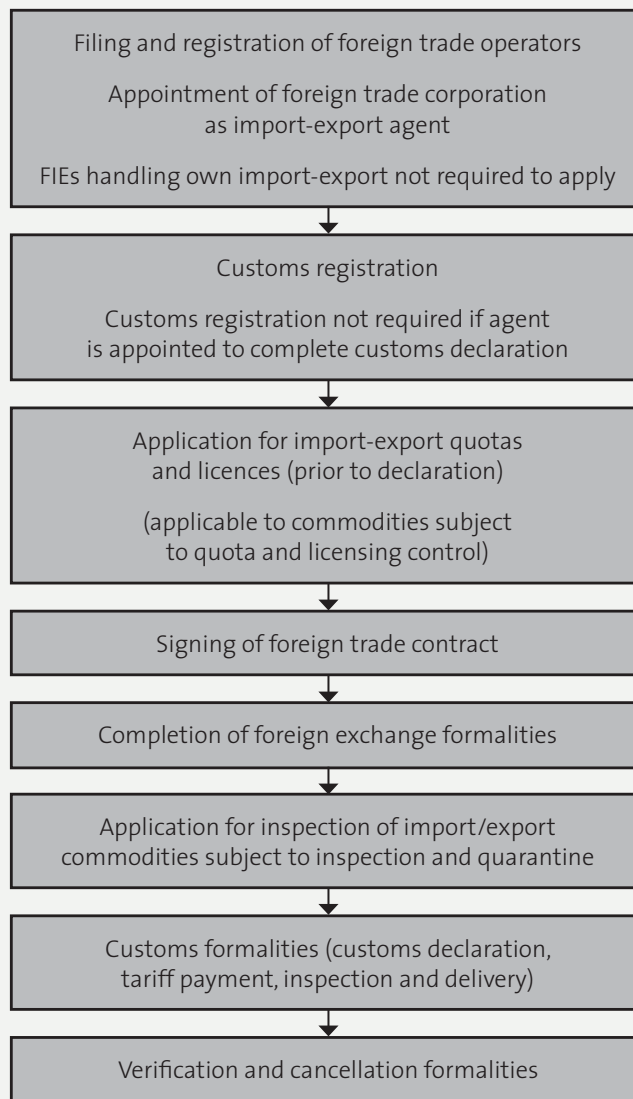 Filing and registration of foreign trade operators
Appointment of foreign trade corporation
as import-export agent
FIEs handling own import-export not required to apply
Customs registration
Customs registration not required if agent
is appointed to complete customs declaration
Application for import-export quotas
and licences (prior to declaration)
(applicable to commodities subject
to quota and licensing control)
Signing of foreign trade contract
Completion of foreign exchange formalities
Application for inspection of import/export
commodities subject to inspection and quarantine
Customs formalities (customs declaration,
tariff payment, inspection and delivery)
Verification and cancellation formalities